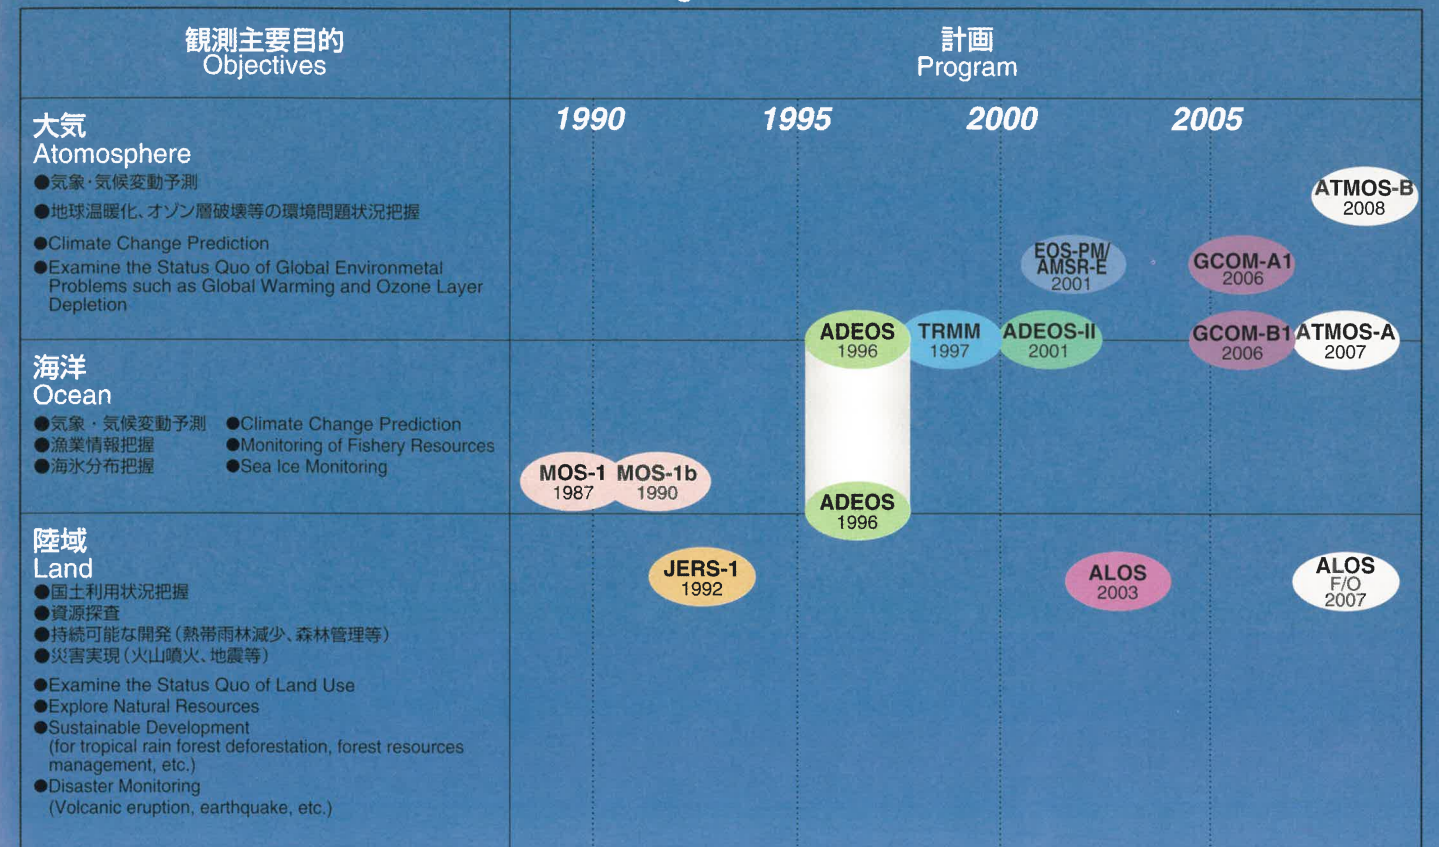 観測主要目的
Objectives
計画
Program
1990
1995
2000
2005
大気
Atomosphere
●気象・気候変動予測
●地球温暖化、オゾン層破壊等の環境問題状況把握
●Climate Change Prediction
●Examine the Status Quo of Global Environmetal
Problems such as Global Warming and Ozone Layer
Depletion
ATMOS-B
2008
EOS-PM/
AMSR-E
2001
GCOM-A1
2006
ADEOS
1996
TRMM
1997
ADEOS-II
2001
GCOM-B1
2006
ATMOS-A
2007
海洋
Ocean
●気象・気候変動予測
●漁業情報把握
●海氷分布把握
●Climate Change Prediction
●Monitoring of Fishery Resources
●Sea Ice Monitoring
MOS-1
1987
MOS-1b
1990
ADEOS
1996
陸域
Land
●国土利用状況把握
●資源探査
●持続可能な開発（熱帯雨林減少、森林管理等）
●災害実現（火山噴火、地震等）
●Examine the Status Quo of Land Use
●Explore Natural Resources
●Sustainable Development
(for tropical rain forest deforestation, forest resources
management, etc.)
●Disaster Monitoring
(Volcanic eruption, earthquake, etc.)
JERS-1
1992
ALOS
2003
ALOS
F/O
2007